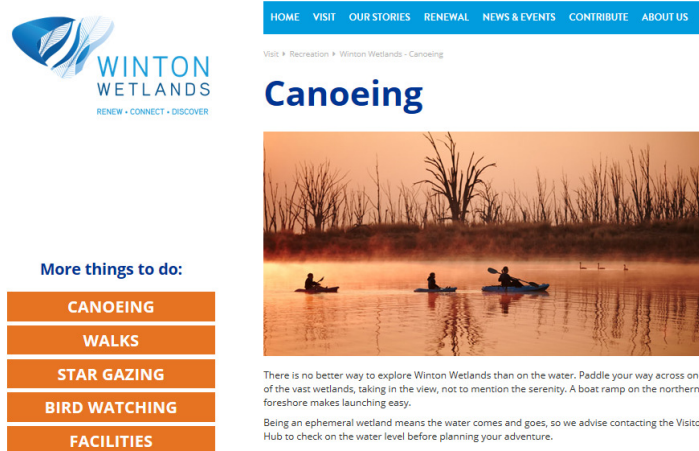 HOME VISIT OUR STORIES RENEWAL NEWS & EVENTS CONTRIBUTE ABOUT US
WINTON
WETLANDS
RENEW • CONNECT • DISCOVER
Visit › Recreation › Winton Wetlands - Canoeing
Canoeing
More things to do:
CANOEING
WALKS
STAR GAZING
BIRD WATCHING
FACILITIES
There is no better way to explore Winton Wetlands than on the water. Paddle your way across on
of the vast wetlands, taking in the view, not to mention the serenity. A boat ramp on the northern
foreshore makes launching easy.
Being an ephemeral wetland means the water comes and goes, so we advise contacting the Visito
Hub to check on the water level before planning your adventure.